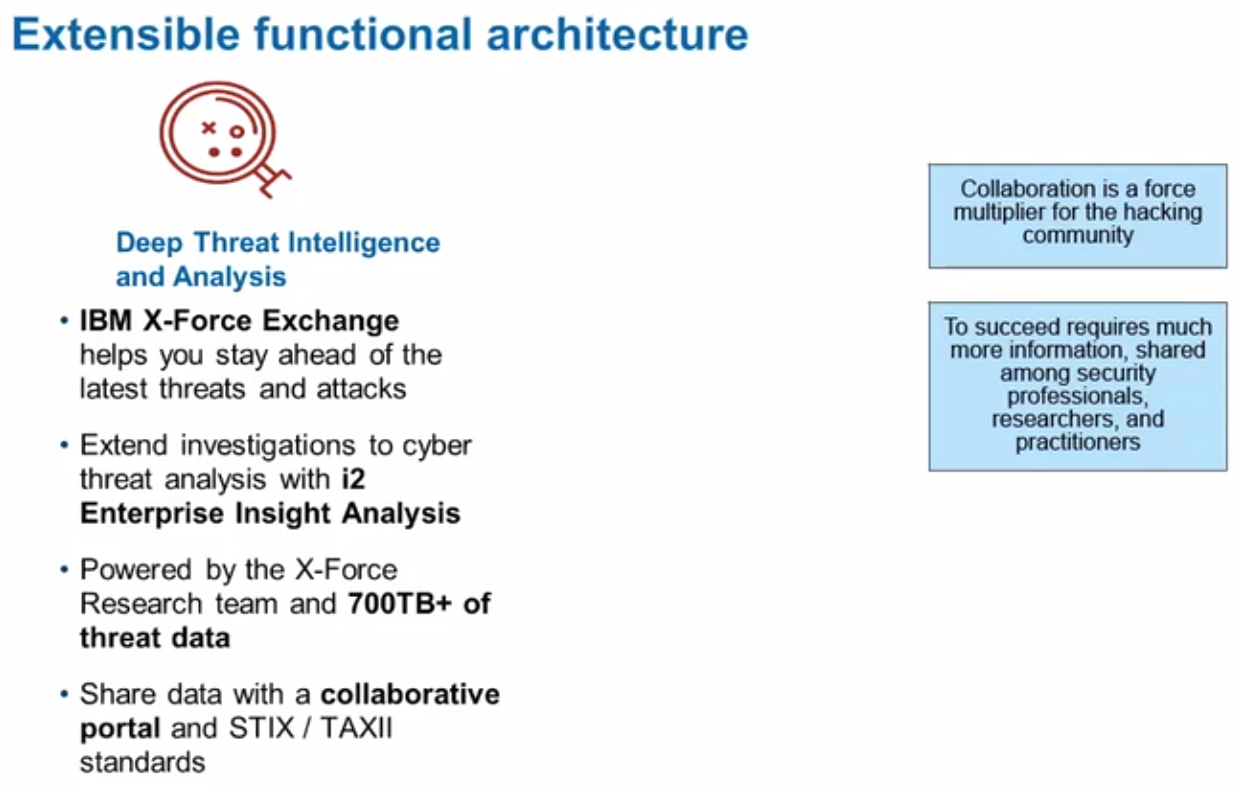 Extensible functional architecture
Deep Threat Intelligence
and Analysis
• IBM X-Force Exchange
helps you stay ahead of the
latest threats and attacks
• Extend investigations to cyber
threat analysis with i2
Enterprise Insight Analysis
• Powered by the X-Force
Research team and 700TB+ of
threat data
• Share data with a collaborative
portal and STIX / TAXII
standards
Collaboration is a force
multiplier for the hacking
community
To succeed requires much
more information, shared
among security
professionals,
researchers, and
practitioners